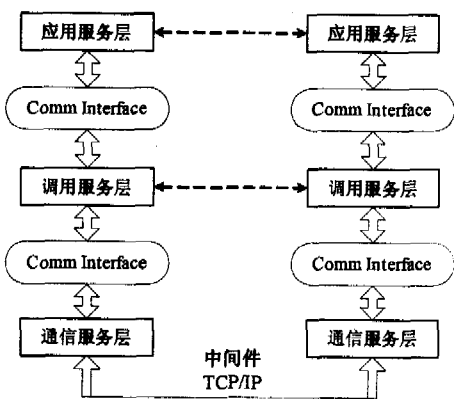 应用服务层 应用服务层
Comm Interface Comm Interface
调用服务层 调用服务层
Comm Interface Comm Interface
通信服务层 通信服务层
中间件
TCP/IP